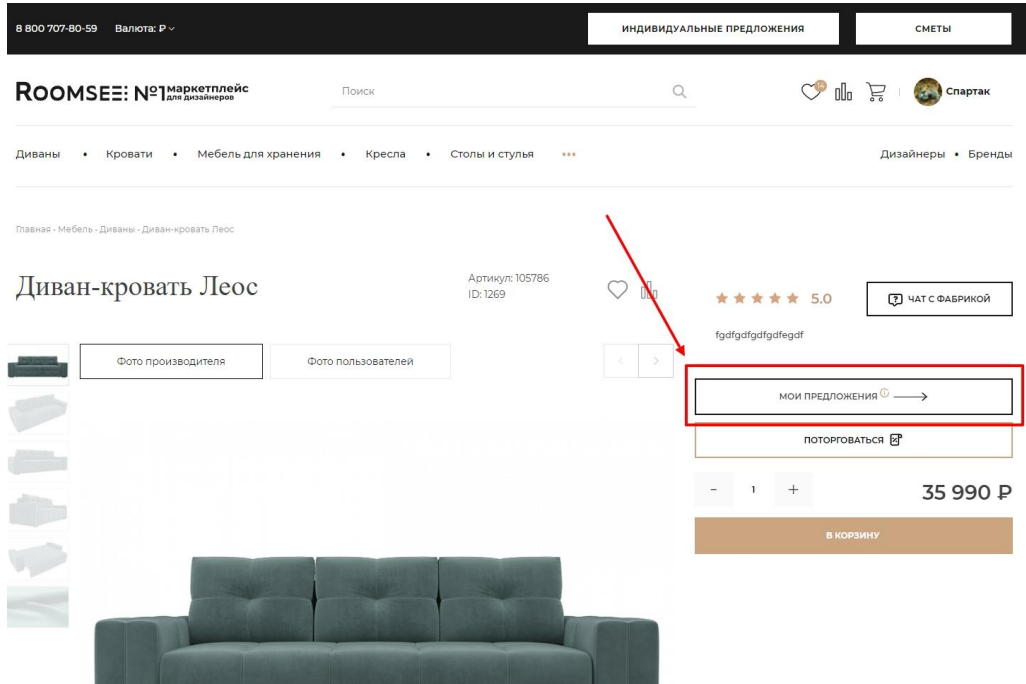 8 800 707-80-59 Валюта: ₽
ИНДИВИДУАЛЬНЫЕ ПРЕДЛОЖЕНИЯ
СМЕТЫ
ROOMSEE: №1 маркетплейс
для дизайнеров
Поиск
14
Спартак
Диваны • Кровати • Мебель для хранения • Кресла • Столы и стулья •••
Дизайнеры • Бренды
Главная - Мебель - Диваны - Диван-кровать Леос
Диван-кровать Леос
Артикул: 105786
ID: 1269
5.0
ЧАТ С ФАБРИКОЙ
fgdfgdfgdfgdfegdf
Фото производителя
Фото пользователей
МОИ ПРЕДЛОЖЕНИЯ
ПОТОРГОВАТЬСЯ
- 1 +
35 990 ₽
В КОРЗИНУ